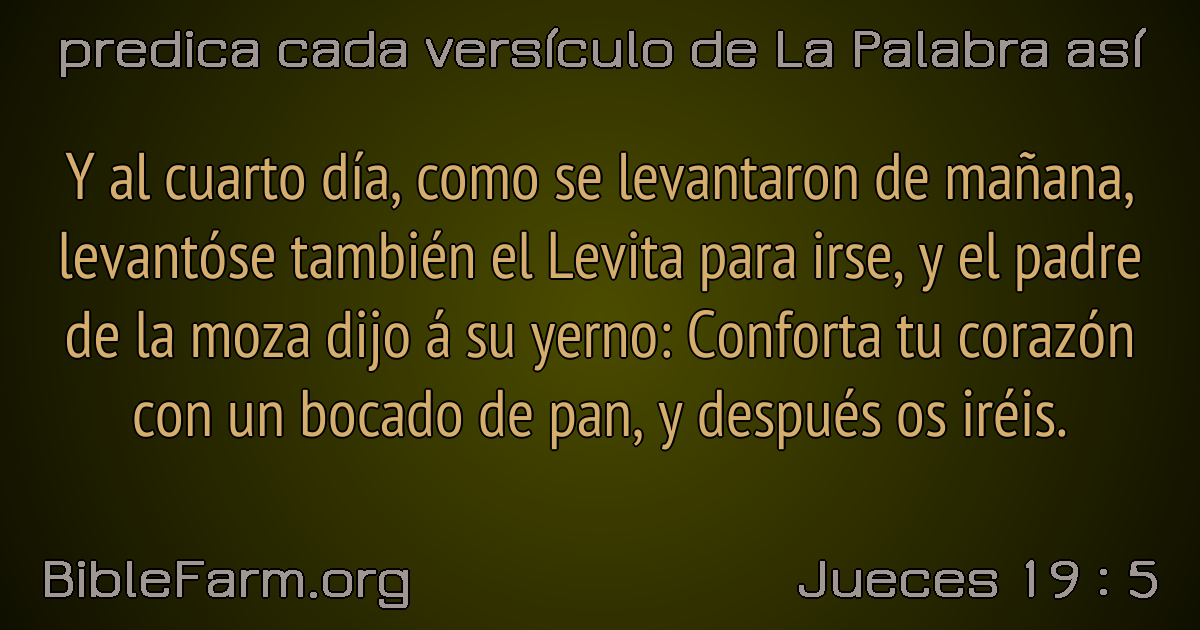 predica cada versículo de La Palabra así
Y al cuarto día, como se levantaron de mañana,
levantóse también el Levita para irse, y el padre
de la moza dijo á su yerno: Conforta tu corazón
con un bocado de pan, y después os iréis.
BibleFarm.org
Jueces 19 : 5